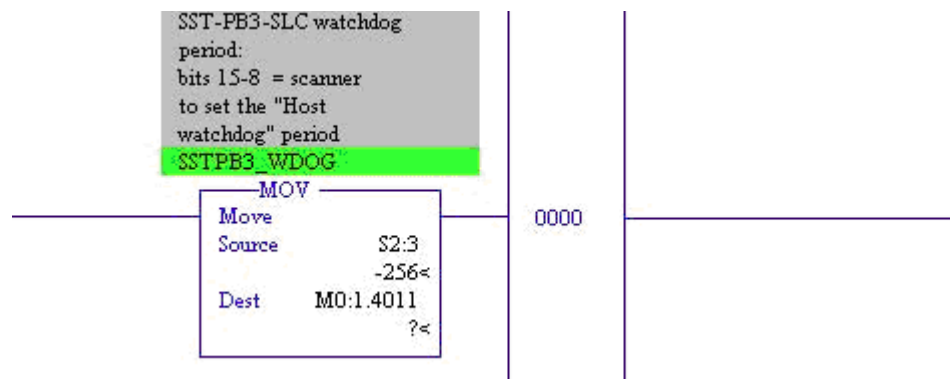 SST-PB3-SLC watchdog
period:
bits 15-8 = scanner
to set the "Host
watchdog" period
SSTPB3_WDOG
MOV
Move
Source S2:3
-256<
Dest M0:1.4011
?<
0000